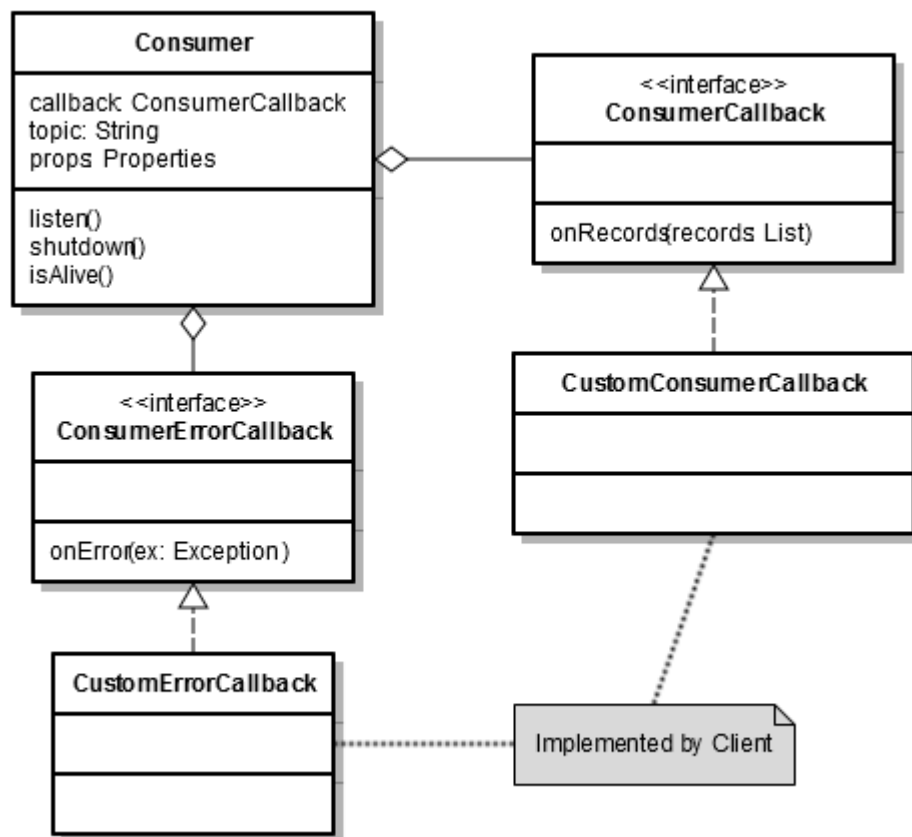 Consumer
callback: ConsumerCallback
topic: String
props: Properties
listen()
shutdown()
isAlive()
<<interface>>
ConsumerCallback
onRecords(records: List)
<<interface>>
ConsumerErrorCallback
onError(ex: Exception)
CustomConsumerCallback
CustomErrorCallback
Implemented by Client